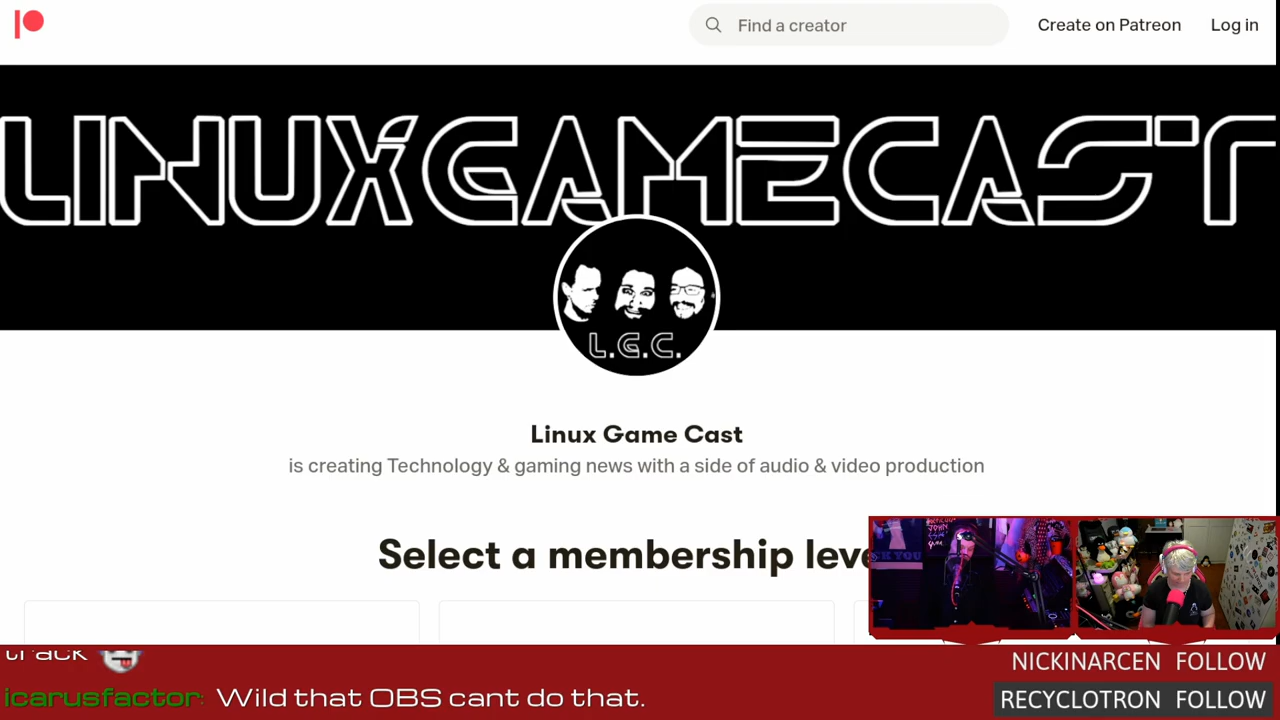 Find a creator
Create on Patreon
Log in
LINUXGAMECAST
L.G.C.
Linux Game Cast
is creating Technology & gaming news with a side of audio & video production
Select a membership leve
track
icarusfactor: Wild that OBS cant do that.
NICKINARCEN FOLLOW
RECYCLOTRON FOLLOW